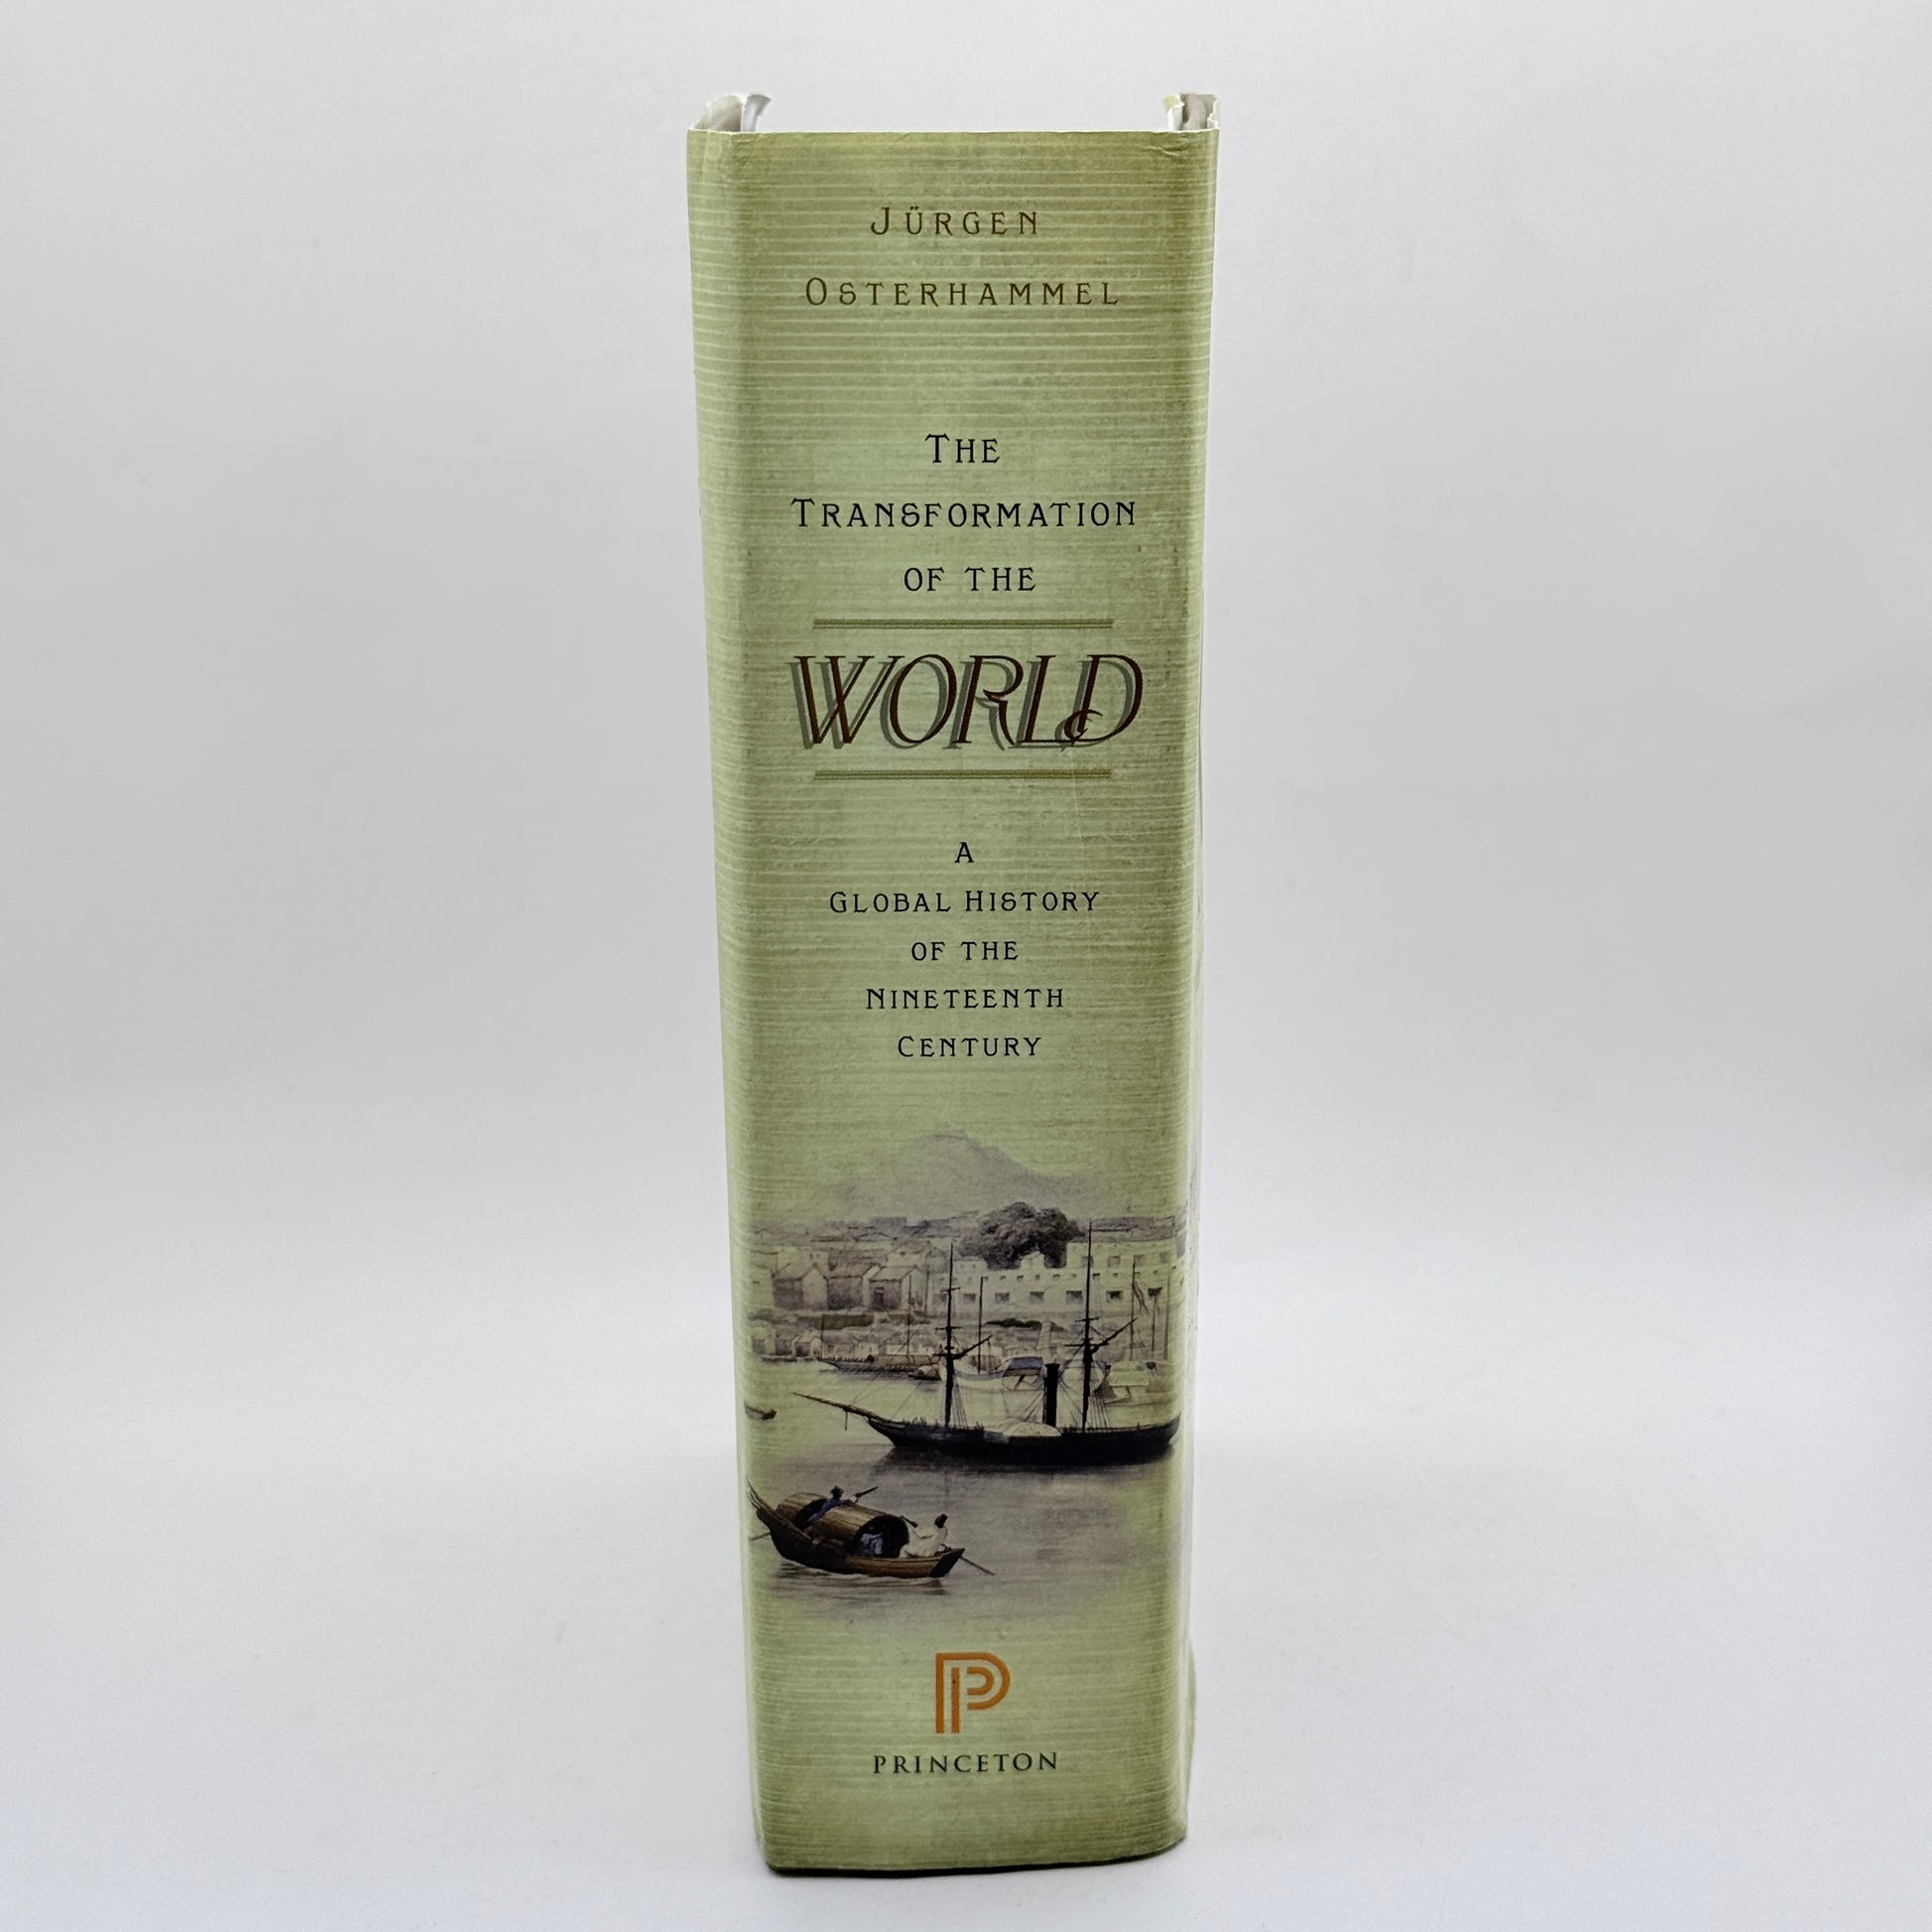 JÜRGEN
OSTERHAMMEL
THE
TRANSFORMATION
OF THE
WORLD
A
GLOBAL HISTORY
OF THE
NINETEENTH
CENTURY
P
PRINCETON